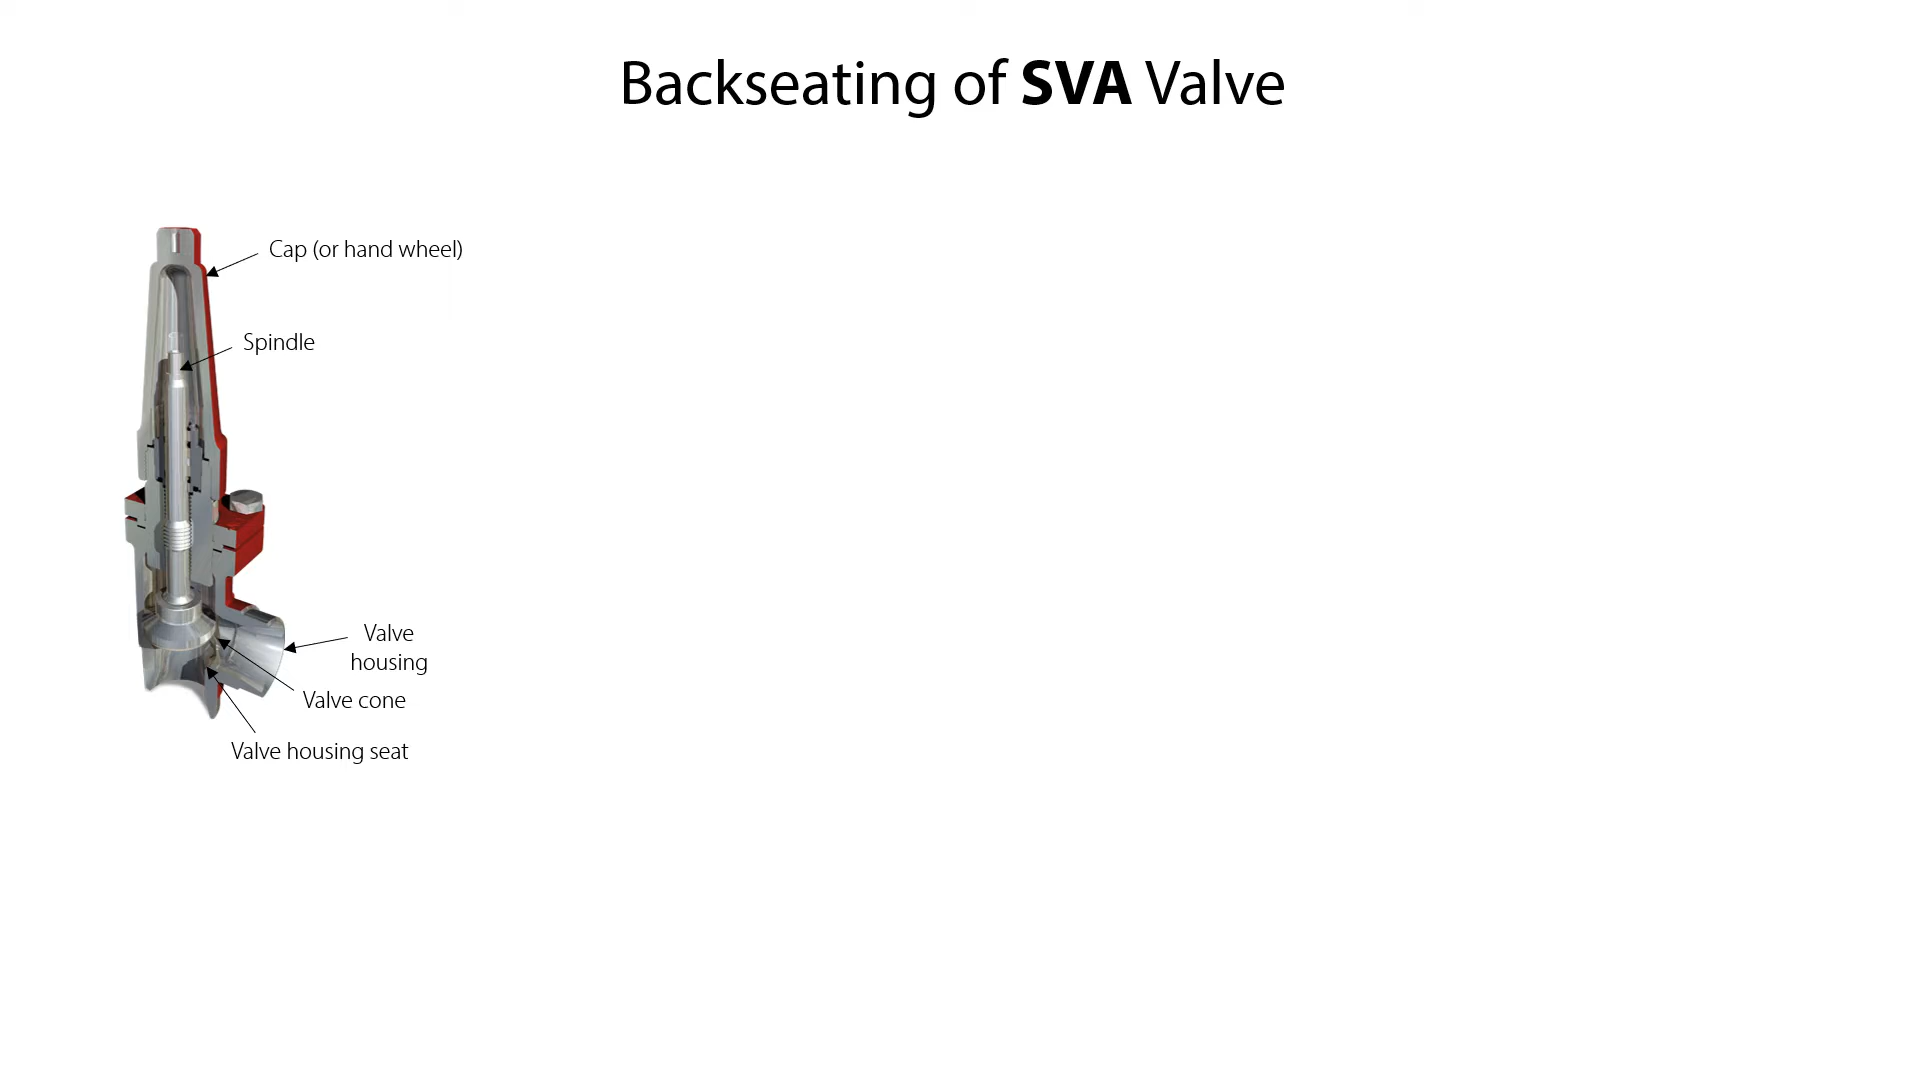 Backseating of SVA Valve
Cap (or hand wheel)
Spindle
Valve
housing
Valve cone
Valve housing seat